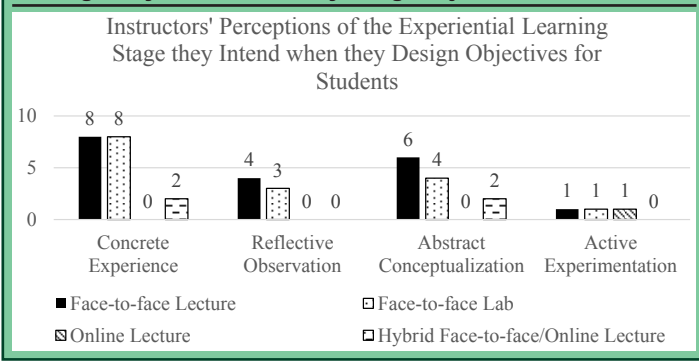 Instructors' Perceptions of the Experiential Learning
Stage they Intend when they Design Objectives for
Students
10
5
0
8 8 0 2
4 3 0 0
6 4 0 2
1 1 1 0
Concrete Experience
Reflective Observation
Abstract Conceptualization
Active Experimentation
Face-to-face Lecture
Face-to-face Lab
Online Lecture
Hybrid Face-to-face/Online Lecture